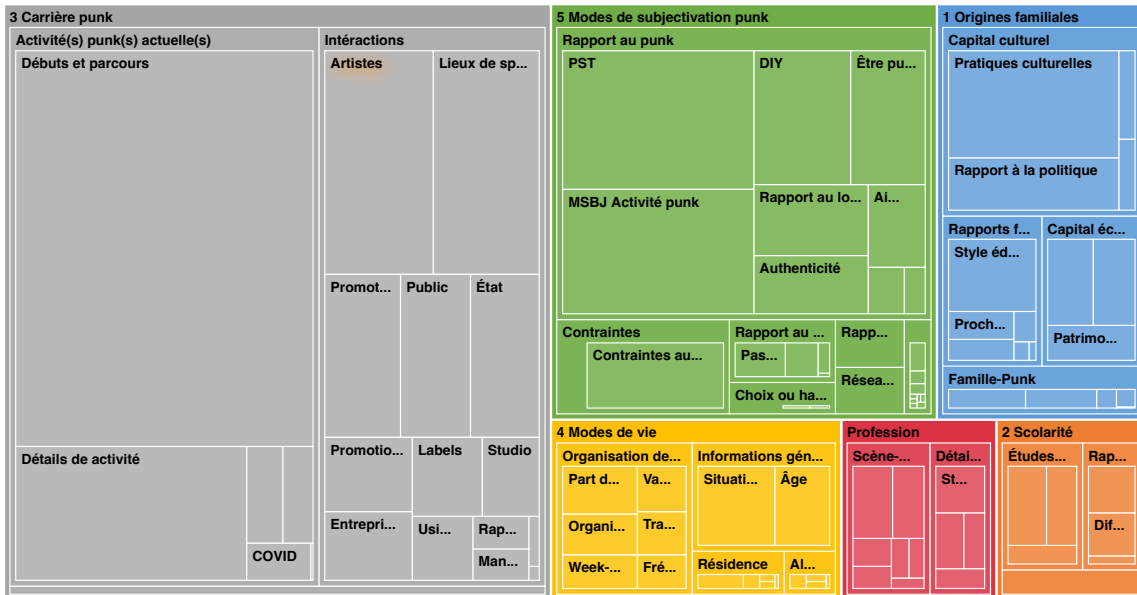 3 Carrière punk
Activité(s) punk(s) actuelle(s)
Débuts et parcours
Détails de activité
COVID
Intéractions
Artistes
Lieux de sp...
Promot...
Public
État
Promotio...
Labels
Studio
Entrepri...
Usi...
Rap...
Man...
5 Modes de subjectivation punk
Rapport au punk
PST
DIY
Être pu...
MSBJ Activité punk
Rapport au lo...
Ai...
Authenticité
Contraintes
Contraintes au...
Rapport au ...
Pas...
Choix ou ha...
Rapp...
Résea...
1 Origines familiales
Capital culturel
Pratiques culturelles
Rapport à la politique
Rapports f...
Style éd...
Proch...
Capital éc...
Patrimo...
Famille-Punk
4 Modes de vie
Organisation de...
Part d...
Va...
Organi...
Tra...
Week-...
Fré...
Informations gén...
Situati...
Âge
Résidence
Al...
Profession
Scène-...
Détai...
St...
2 Scolarité
Études...
Rap...
Dif...